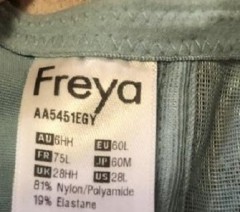 Freya
AA5451EGY
AU 6HH EU 60L
FR 75L JP 60M
UK 28HH US 28L
81% Nylon/Polyamide
19% Elastane